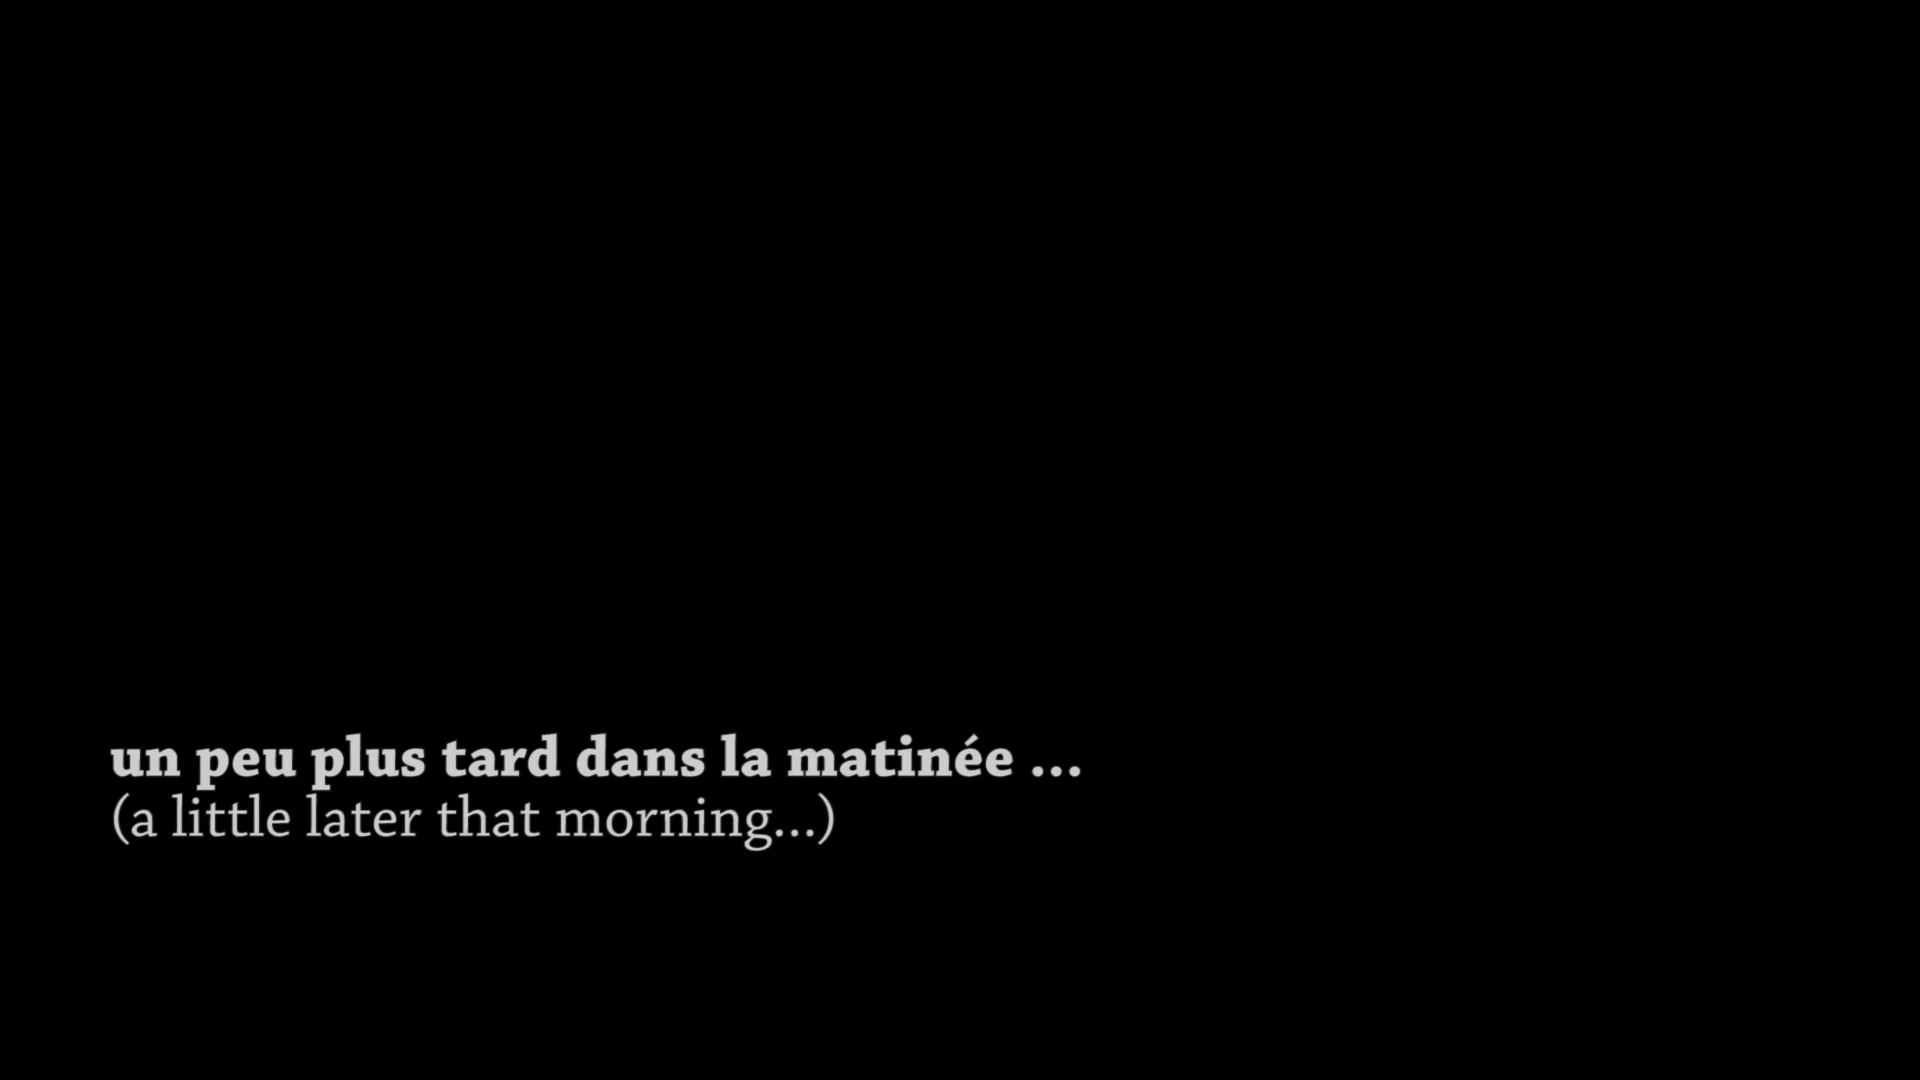 un peu plus tard dans la matinée ...
(a little later that morning...)